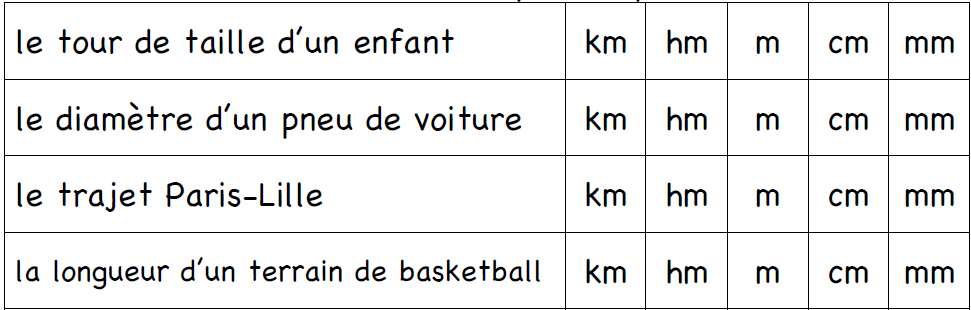 le tour de taille d'un enfant km hm m cm mm
le diamètre d'un pneu de voiture km hm m cm mm
le trajet Paris-Lille km hm m cm mm
la longueur d'un terrain de basketball km hm m cm mm